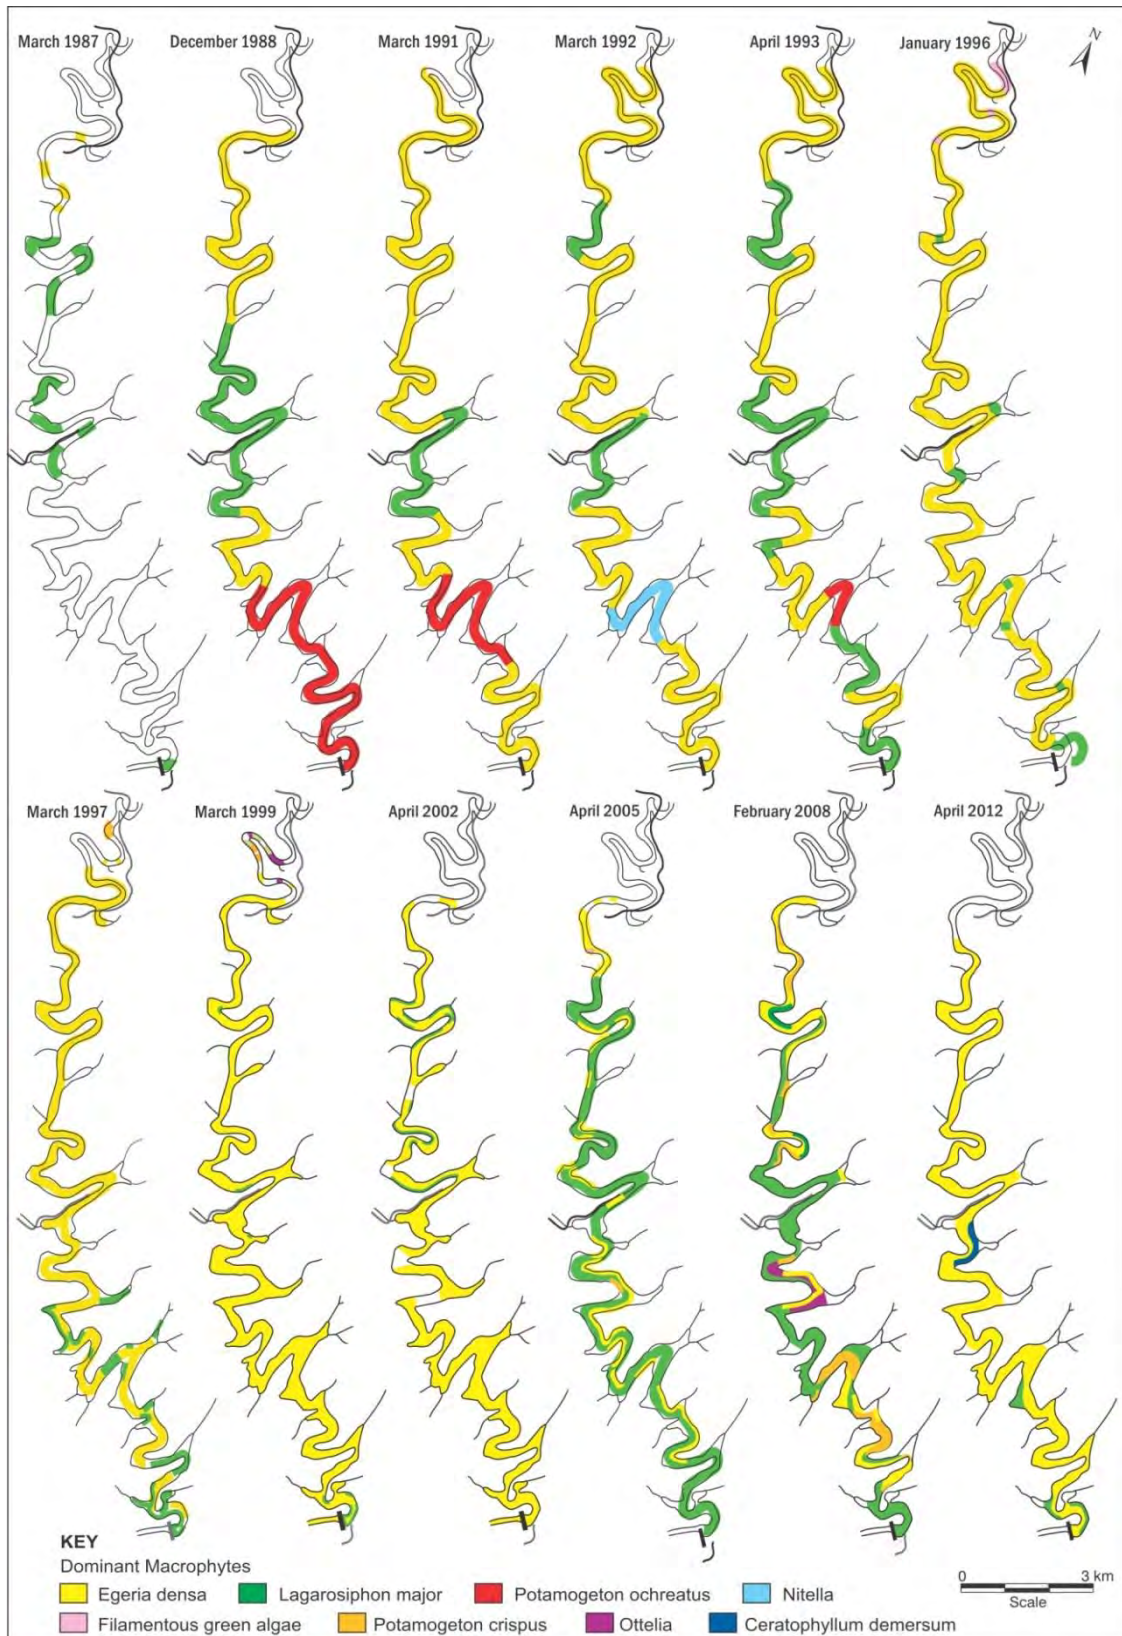 March 1987 December 1988 March 1991 March 1992 April 1993 January 1996 N
March 1997 March 1999 April 2002 April 2005 February 2008 April 2012
KEY
Dominant Macrophytes
Egeria densa Lagarosiphon major Potamogeton ochreatus Nitella
Filamentous green algae Potamogeton crispus Ottelia Ceratophyllum demersum
0 3 km
Scale